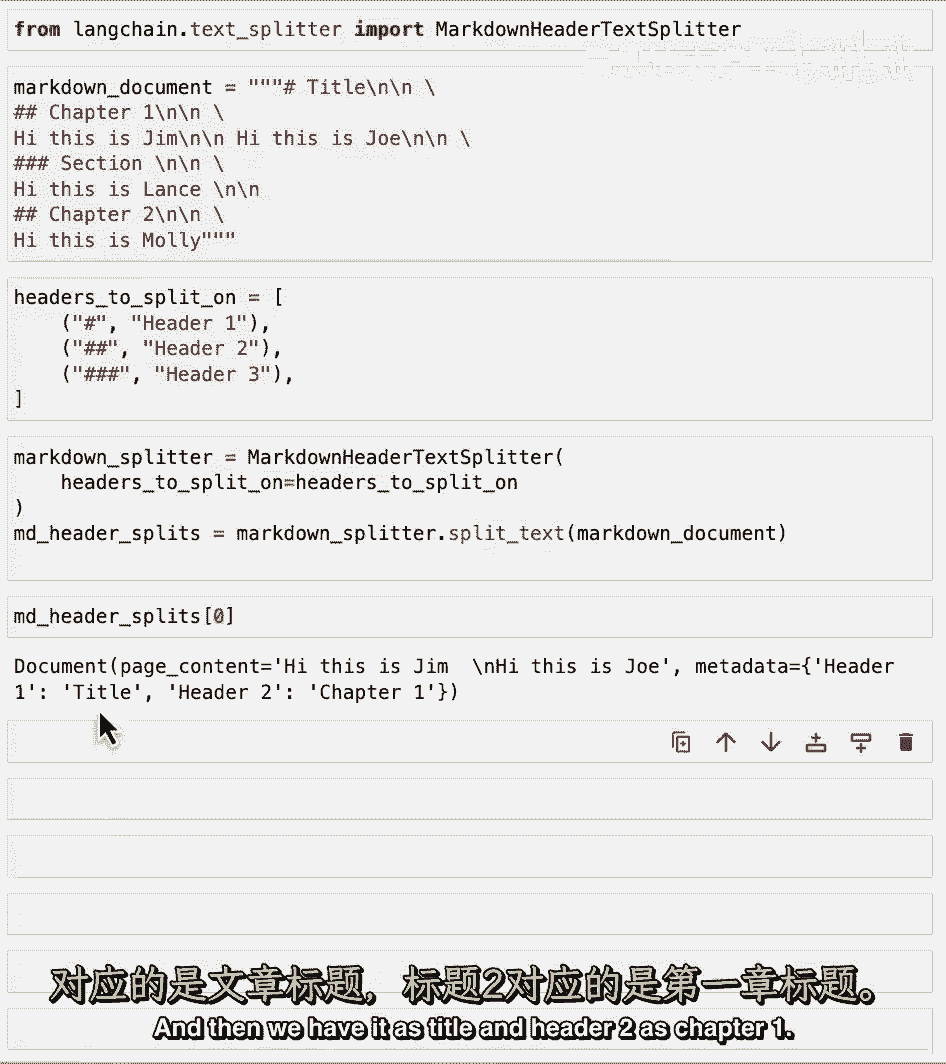 from langchain.text_splitter import MarkdownHeaderTextSplitter
markdown_document = """# Title\n\n \
## Chapter 1\n\n \
Hi this is Jim\n\n Hi this is Joe\n\n \
### Section \n\n \
Hi this is Lance \n\n
## Chapter 2\n\n \
Hi this is Molly"""
headers_to_split_on = [
    ("#", "Header 1"),
    ("##", "Header 2"),
    ("###", "Header 3"),
]
markdown_splitter = MarkdownHeaderTextSplitter(
    headers_to_split_on=headers_to_split_on
)
md_header_splits = markdown_splitter.split_text(markdown_document)
md_header_splits[0]
Document(page_content='Hi this is Jim  \nHi this is Joe', metadata={'Header
1': 'Title', 'Header 2': 'Chapter 1'})
对应的是文章标题，标题2对应的是第一章标题。
And then we have it as title and header 2 as chapter 1.